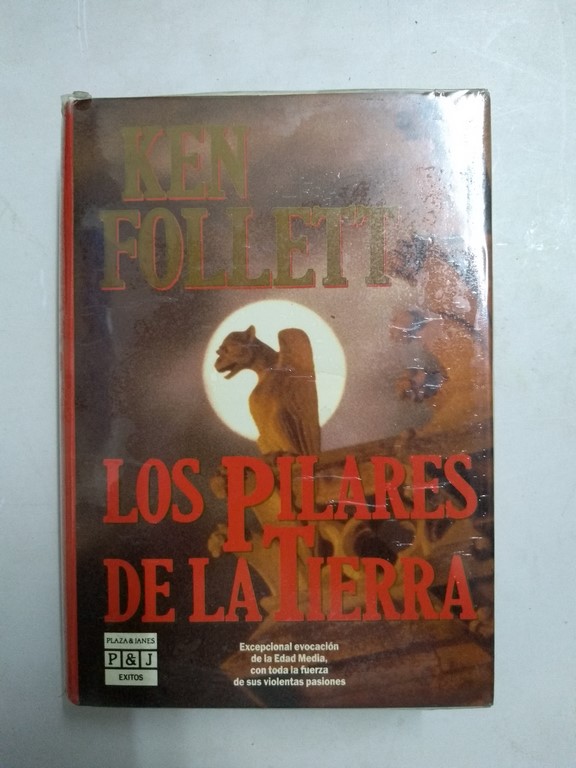 KEN
FOLLETT
LOS PILARES
DE LA TIERRA
PLAZA & JANES
P & J
EXITOS
Excepcional evocación
de la Edad Media,
con toda la fuerza
de sus violentas pasiones